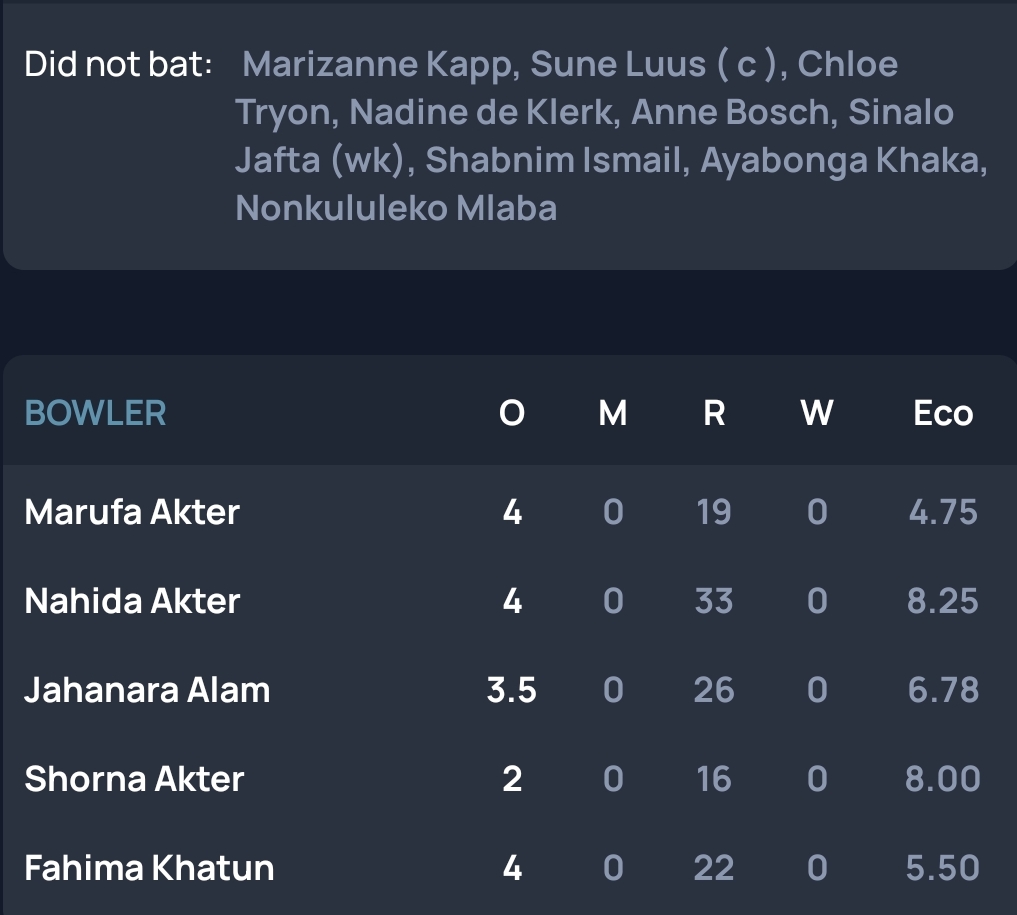 Did not bat: Marizanne Kapp, Sune Luus ( c ), Chloe
Tryon, Nadine de Klerk, Anne Bosch, Sinalo
Jafta (wk), Shabnim Ismail, Ayabonga Khaka,
Nonkululeko Mlaba
BOWLER O M R W Eco
Marufa Akter 4 0 19 0 4.75
Nahida Akter 4 0 33 0 8.25
Jahanara Alam 3.5 0 26 0 6.78
Shorna Akter 2 0 16 0 8.00
Fahima Khatun 4 0 22 0 5.50